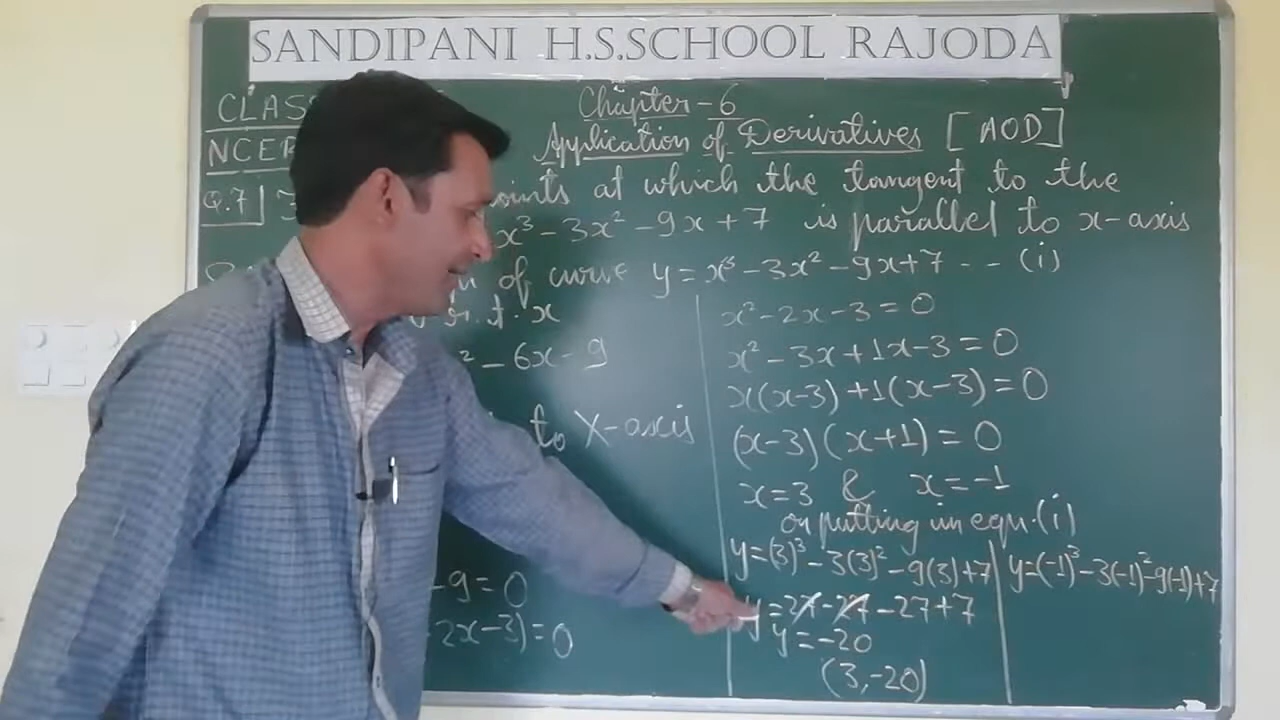 SANDIPANI H.S.SCHOOL RAJODA
CLAS
Chapter-6
NCE
Application of Derivatives [AOD]
Q.7
oints at which the tangent to the
x³ - 3x² - 9x + 7 is parallel to x-axis
of curve y = x³ - 3x² - 9x + 7 -- (i)
w.r.t. x
² - 6x - 9
to X-axis
- 9 = 0
2x - 3) = 0
x² - 2x - 3 = 0
x² - 3x + 1x - 3 = 0
x(x-3) + 1(x-3) = 0
(x-3)(x+1) = 0
x = 3 & x = -1
on putting in equn.(i)
y = (3)³ - 3(3)² - 9(3) + 7
y = 27 - 27 - 27 + 7
y = -20
(3, -20)
y = (-1)³ - 3(-1)² - 9(-1) + 7